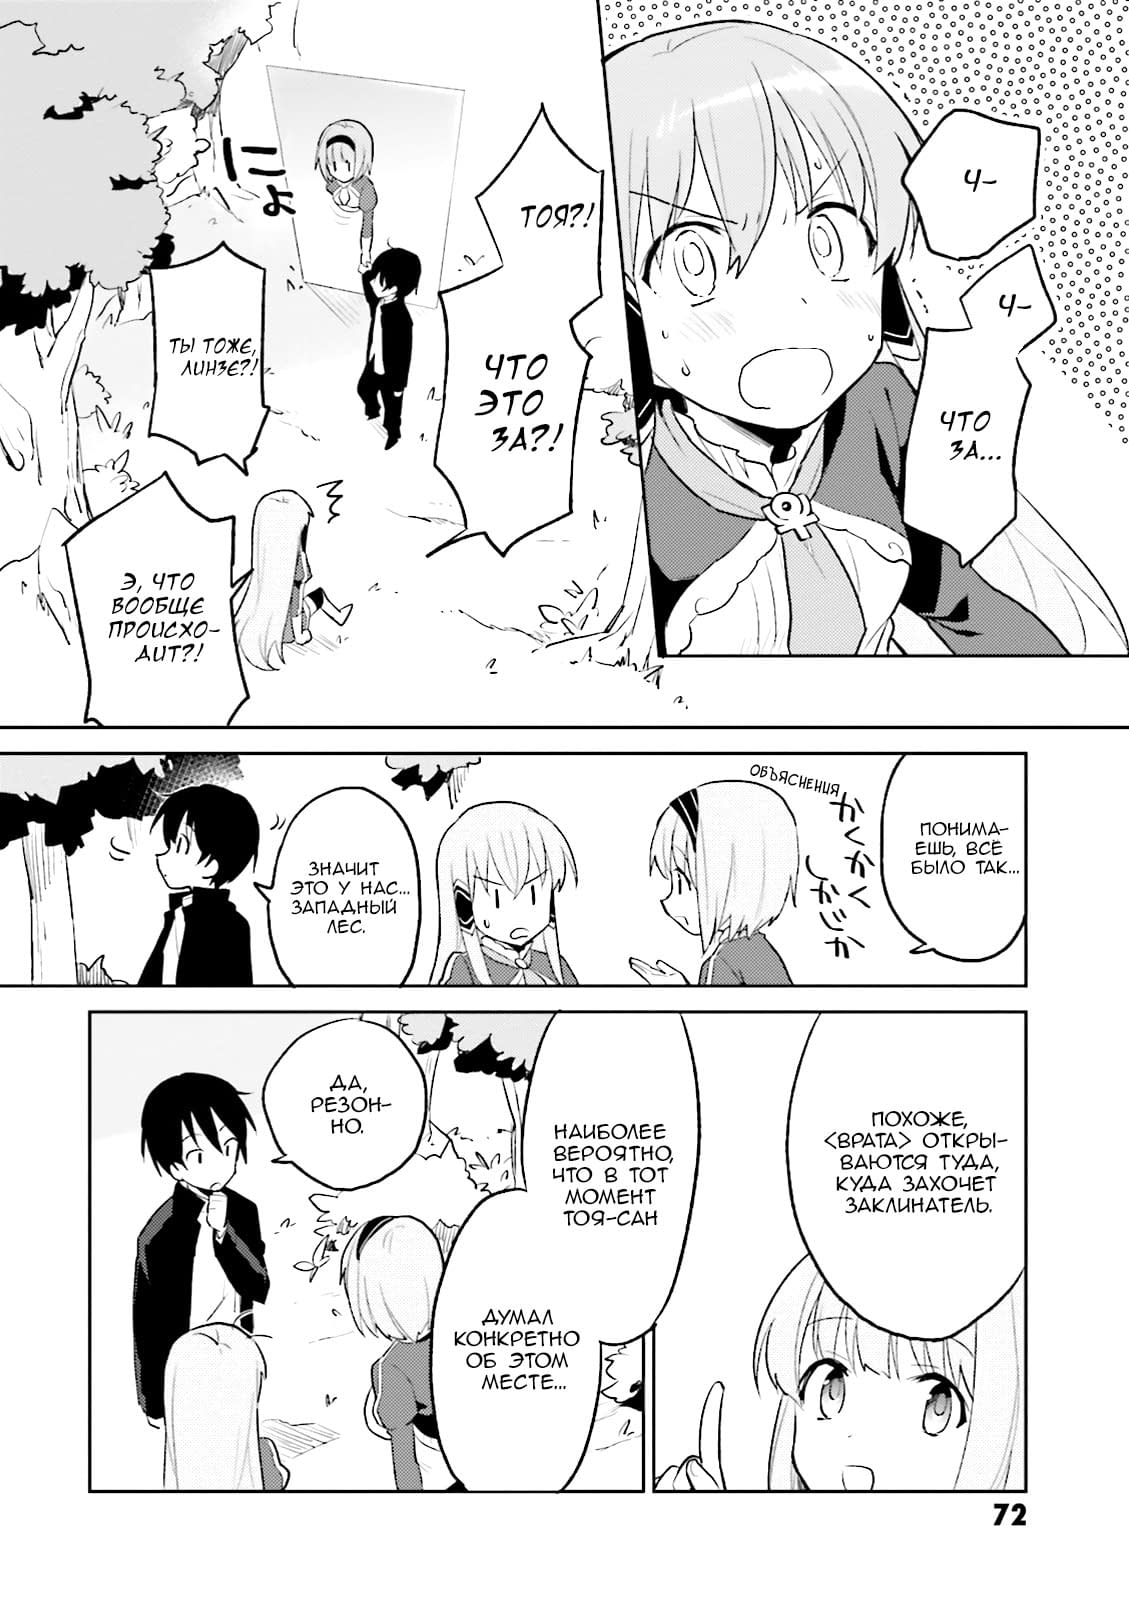 Ч-
Ч-
ЧТО
ЗА...
ТОЯ?!
ЧТО
ЭТО
ЗА?!
にょ
ТЫ ТОЖЕ,
ЛИНЗЕ?!
Э, ЧТО
ВООБЩЕ
ПРОИСХО-
ДИТ?!
ПОНИМА-
ЕШЬ, ВСЁ
БЫЛО ТАК...
ОБЪЯСНЕНИЯ
かくかく
しかじか
ЗНАЧИТ
ЭТО У НАС...
ЗАПАДНЫЙ
ЛЕС.
ПОХОЖЕ,
<ВРАТА> ОТКРЫ-
ВАЮТСЯ ТУДА,
КУДА ЗАХОЧЕТ
ЗАКЛИНАТЕЛЬ.
НАИБОЛЕЕ
ВЕРОЯТНО,
ЧТО В ТОТ
МОМЕНТ
ТОЯ-САН
ДУМАЛ
КОНКРЕТНО
ОБ ЭТОМ
МЕСТЕ...
ДА,
РЕЗОН-
НО.
72